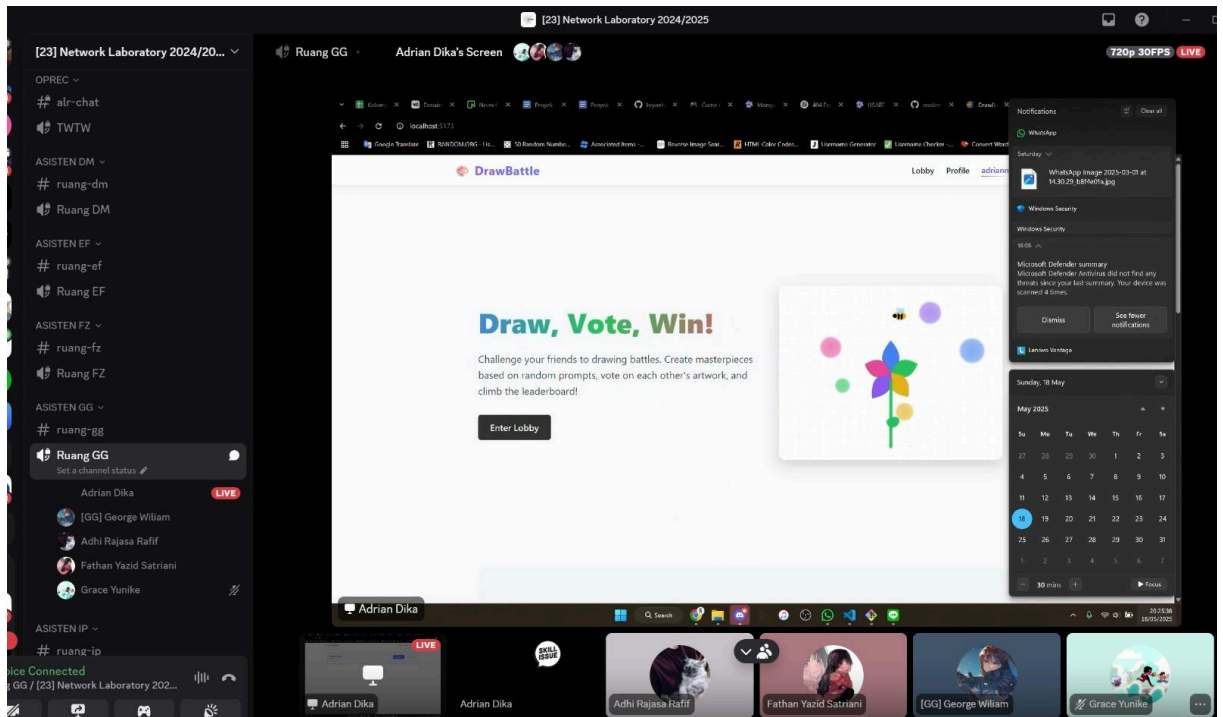 [23] Network Laboratory 2024/2025
[23] Network Laboratory 2024/20...
OPREC
alr-chat
TWTW
ASISTEN DM
# ruang-dm
Ruang DM
ASISTEN EF
# ruang-ef
Ruang EF
ASISTEN FZ
# ruang-fz
Ruang FZ
ASISTEN GG
# ruang-gg
Ruang GG
Set a channel status
Adrian Dika LIVE
[GG] George Wiliam
Adhi Rajasa Rafif
Fathan Yazid Satriani
Grace Yunike
ASISTEN IP
# ruang-ip
oice Connected
GG / [23] Network Laboratory 202...
Ruang GG
Adrian Dika's Screen
720p 30FPS LIVE
localhost:5173
Google Translate
RANDOM.ORG - Lis...
50 Random Numbe...
Associated Items -...
Reverse Image Sear...
HTML Color Codes...
Username Generator
Username Checker -...
Convert Word
DrawBattle
Lobby Profile adriann
Draw, Vote, Win!
Challenge your friends to drawing battles. Create masterpieces
based on random prompts, vote on each other's artwork, and
climb the leaderboard!
Enter Lobby
Notifications Clear all
WhatsApp
Saturday
WhatsApp Image 2025-03-01 at
14.30.29_b8f4e01a.jpg
Windows Security
Windows Security
16:06
Microsoft Defender summary
Microsoft Defender Antivirus did not find any
threats since your last summary. Your device was
scanned 4 times.
Dismiss
See fewer
notifications
Lenovo Vantage
Sunday, 18 May
May 2025
Su Mo Tu We Th Fr Sa
27 28 29 30 1 2 3
4 5 6 7 8 9 10
11 12 13 14 15 16 17
18 19 20 21 22 23 24
25 26 27 28 29 30 31
1 2 3 4 5 6 7
30 mins
Focus
Search
20:25:38
18/05/2025
Adrian Dika
LIVE
Adrian Dika
SKILL
ISSUE
Adrian Dika
Adhi Rajasa Rafif
Fathan Yazid Satriani
[GG] George Wiliam
Grace Yunike